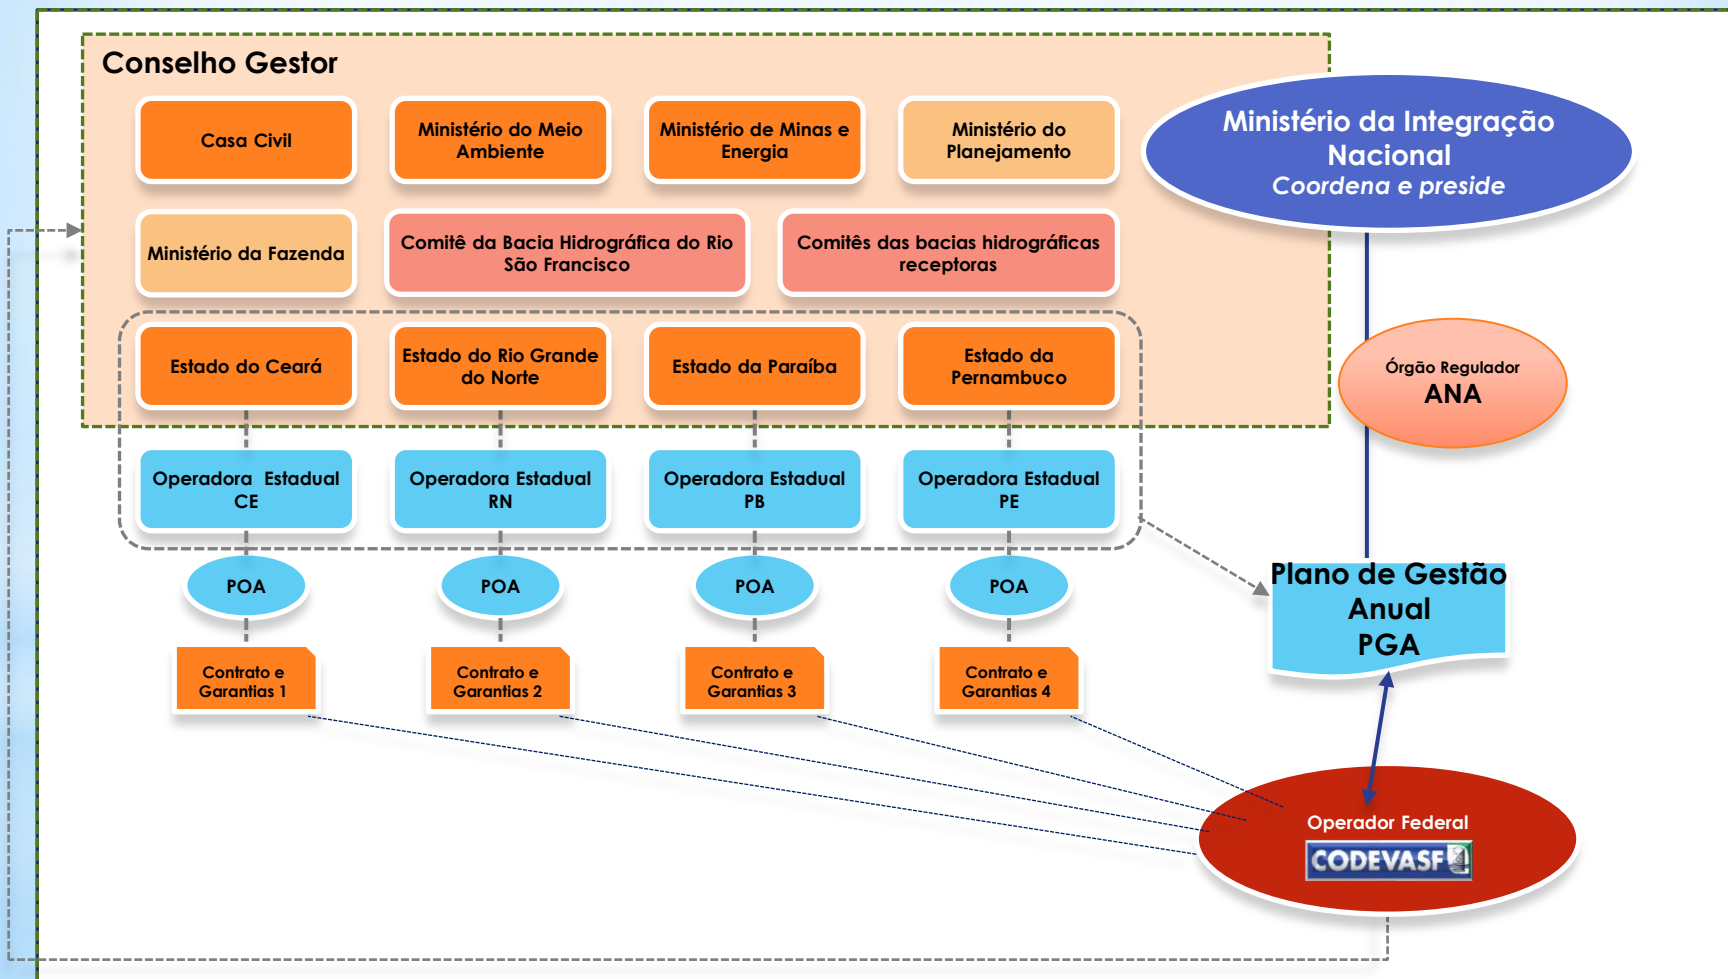 Conselho Gestor
Casa Civil
Ministério do Meio
Ambiente
Ministério de Minas e
Energia
Ministério do
Planejamento
Ministério da Integração
Nacional
Coordena e preside
Ministério da Fazenda
Comitê da Bacia Hidrográfica do Rio
São Francisco
Comitês das bacias hidrográficas
receptoras
Estado do Ceará
Estado do Rio Grande
do Norte
Estado da Paraíba
Estado da
Pernambuco
Órgão Regulador
ANA
Operadora Estadual
CE
Operadora Estadual
RN
Operadora Estadual
PB
Operadora Estadual
PE
POA
POA
POA
POA
Plano de Gestão
Anual
PGA
Contrato e
Garantias 1
Contrato e
Garantias 2
Contrato e
Garantias 3
Contrato e
Garantias 4
Operador Federal
CODEVASF